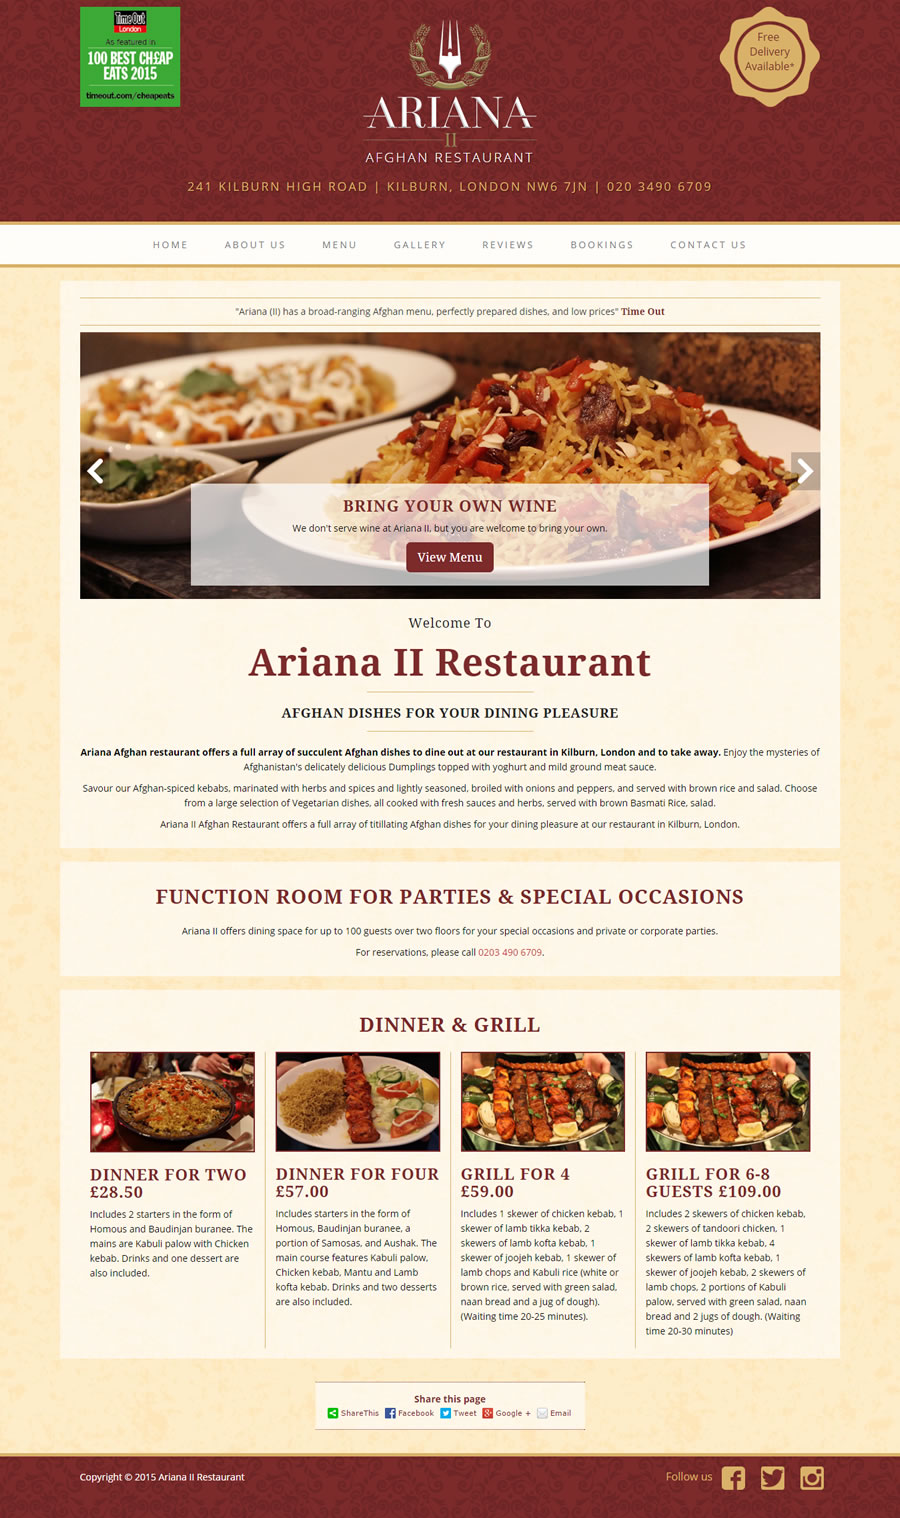 TimeOut
London
As featured in
100 BEST CH£AP
EATS 2015
timeout.com/cheapeats
ARIANA
II
AFGHAN RESTAURANT
Free
Delivery
Available*
241 KILBURN HIGH ROAD | KILBURN, LONDON NW6 7JN | 020 3490 6709
HOME ABOUT US MENU GALLERY REVIEWS BOOKINGS CONTACT US
"Ariana (II) has a broad-ranging Afghan menu, perfectly prepared dishes, and low prices" Time Out
BRING YOUR OWN WINE
We don't serve wine at Ariana II, but you are welcome to bring your own.
View Menu
Welcome To
Ariana II Restaurant
AFGHAN DISHES FOR YOUR DINING PLEASURE
Ariana Afghan restaurant offers a full array of succulent Afghan dishes to dine out at our restaurant in Kilburn, London and to take away. Enjoy the mysteries of
Afghanistan's delicately delicious Dumplings topped with yoghurt and mild ground meat sauce.
Savour our Afghan-spiced kebabs, marinated with herbs and spices and lightly seasoned, broiled with onions and peppers, and served with brown rice and salad. Choose
from a large selection of Vegetarian dishes, all cooked with fresh sauces and herbs, served with brown Basmati Rice, salad.
Ariana II Afghan Restaurant offers a full array of titillating Afghan dishes for your dining pleasure at our restaurant in Kilburn, London.
FUNCTION ROOM FOR PARTIES & SPECIAL OCCASIONS
Ariana II offers dining space for up to 100 guests over two floors for your special occasions and private or corporate parties.
For reservations, please call 0203 490 6709.
DINNER & GRILL
DINNER FOR TWO
£28.50
Includes 2 starters in the form of
Homous and Baudinjan buranee. The
mains are Kabuli palow with Chicken
kebab. Drinks and one dessert are
also included.
DINNER FOR FOUR
£57.00
Includes starters in the form of
Homous, Baudinjan buranee, a
portion of Samosas, and Aushak. The
main course features Kabuli palow,
Chicken kebab, Mantu and Lamb
kofta kebab. Drinks and two desserts
are also included.
GRILL FOR 4
£59.00
Includes 1 skewer of chicken kebab, 1
skewer of lamb tikka kebab, 2
skewers of lamb kofta kebab, 1
skewer of joojeh kebab, 1 skewer of
lamb chops and Kabuli rice (white or
brown rice, served with green salad,
naan bread and a jug of dough).
(Waiting time 20-25 minutes).
GRILL FOR 6-8
GUESTS £109.00
Includes 2 skewers of chicken kebab,
2 skewers of tandoori chicken, 1
skewer of lamb tikka kebab, 4
skewers of lamb kofta kebab, 1
skewer of joojeh kebab, 2 skewers of
lamb chops, 2 portions of Kabuli
palow, served with green salad, naan
bread and 2 jugs of dough. (Waiting
time 20-30 minutes)
Share this page
ShareThis Facebook Tweet Google + Email
Copyright © 2015 Ariana II Restaurant
Follow us